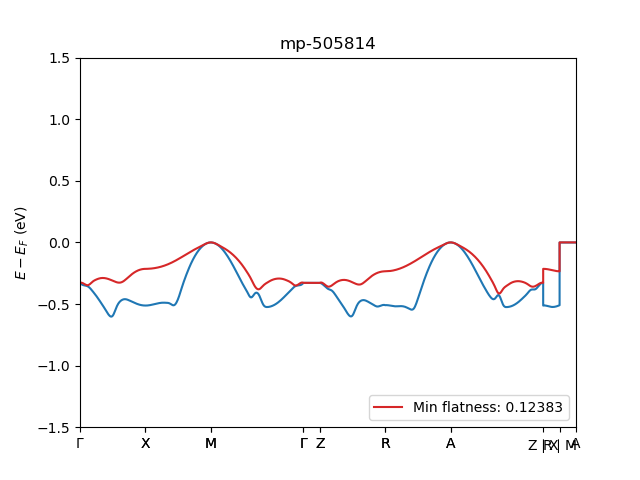 mp-505814
E − E_F (eV)
1.5
1.0
0.5
0.0
−0.5
−1.0
−1.5
Min flatness: 0.12383
Γ X M Γ Z R A Z | R X | M A